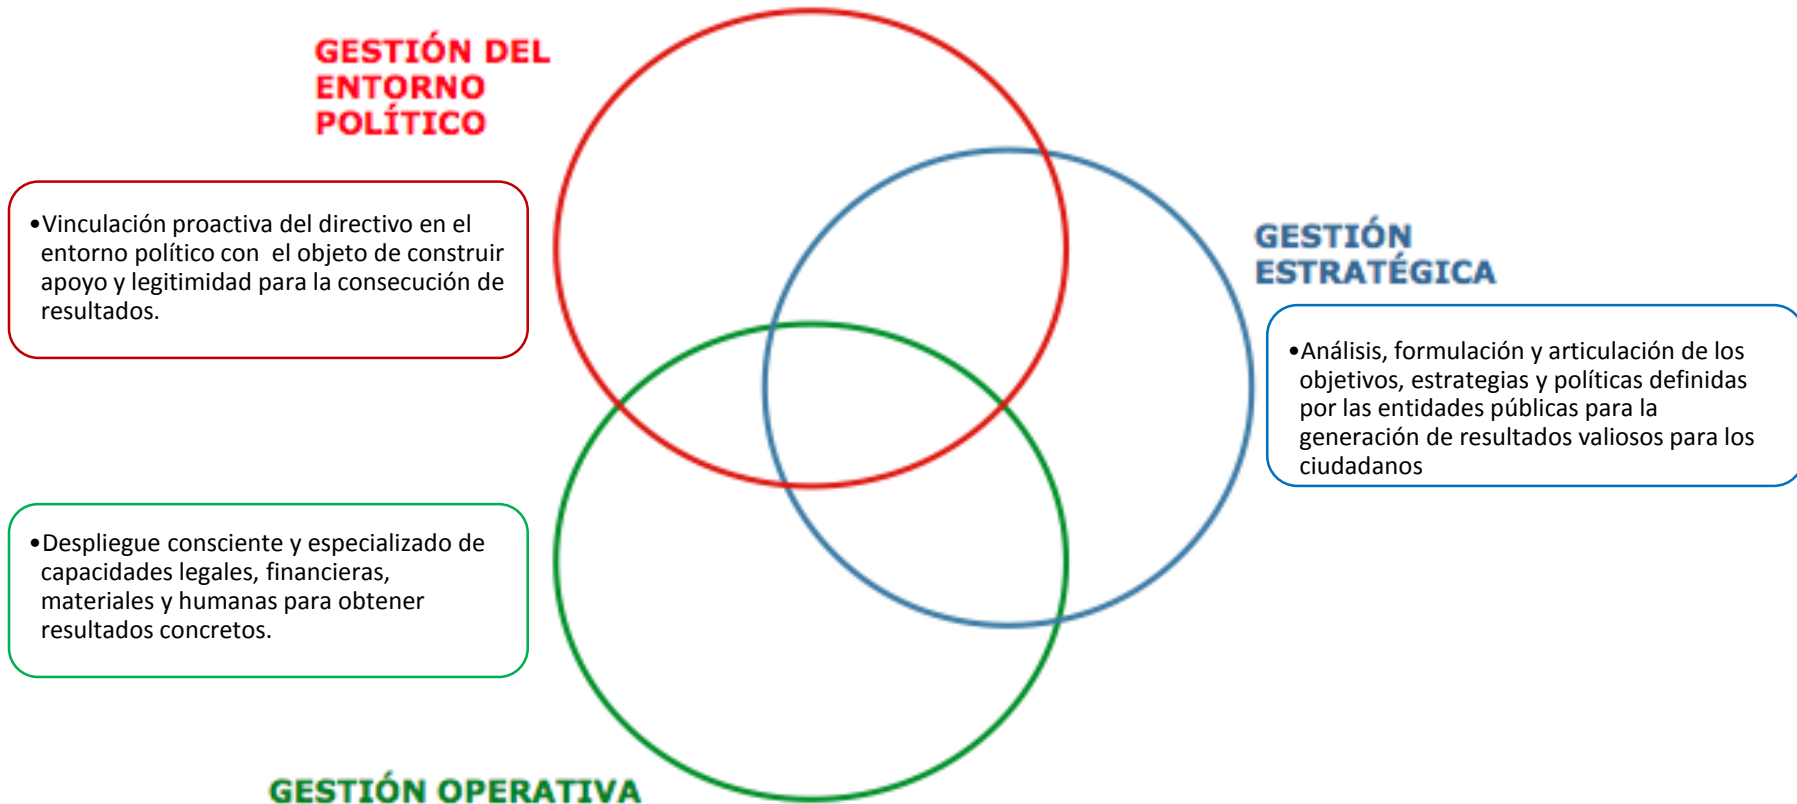 GESTIÓN DEL
ENTORNO
POLÍTICO
•Vinculación proactiva del directivo en el
entorno político con  el objeto de construir
apoyo y legitimidad para la consecución de
resultados.
GESTIÓN
ESTRATÉGICA
•Análisis, formulación y articulación de los
objetivos, estrategias y políticas definidas
por las entidades públicas para la
generación de resultados valiosos para los
ciudadanos
•Despliegue consciente y especializado de
capacidades legales, financieras,
materiales y humanas para obtener
resultados concretos.
GESTIÓN OPERATIVA